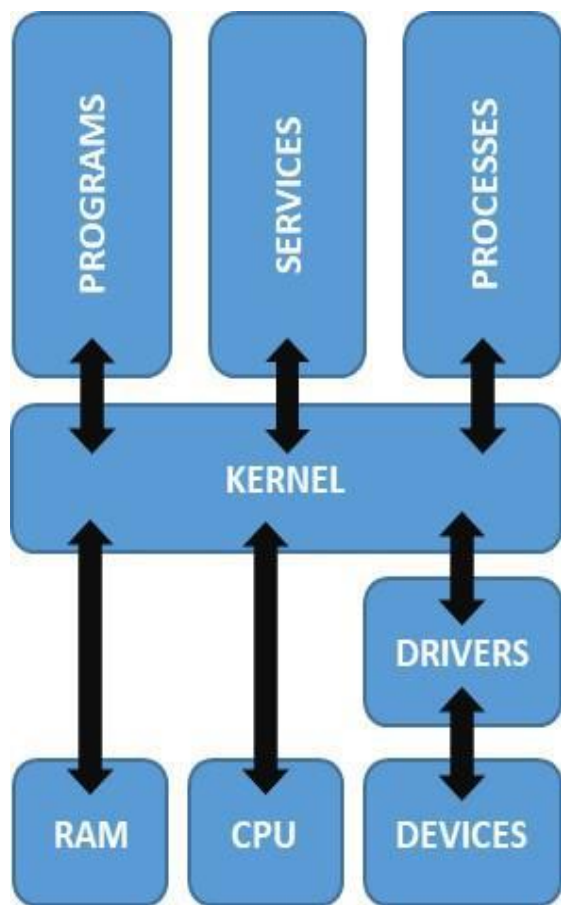 PROGRAMS
SERVICES
PROCESSES
KERNEL
DRIVERS
RAM
CPU
DEVICES